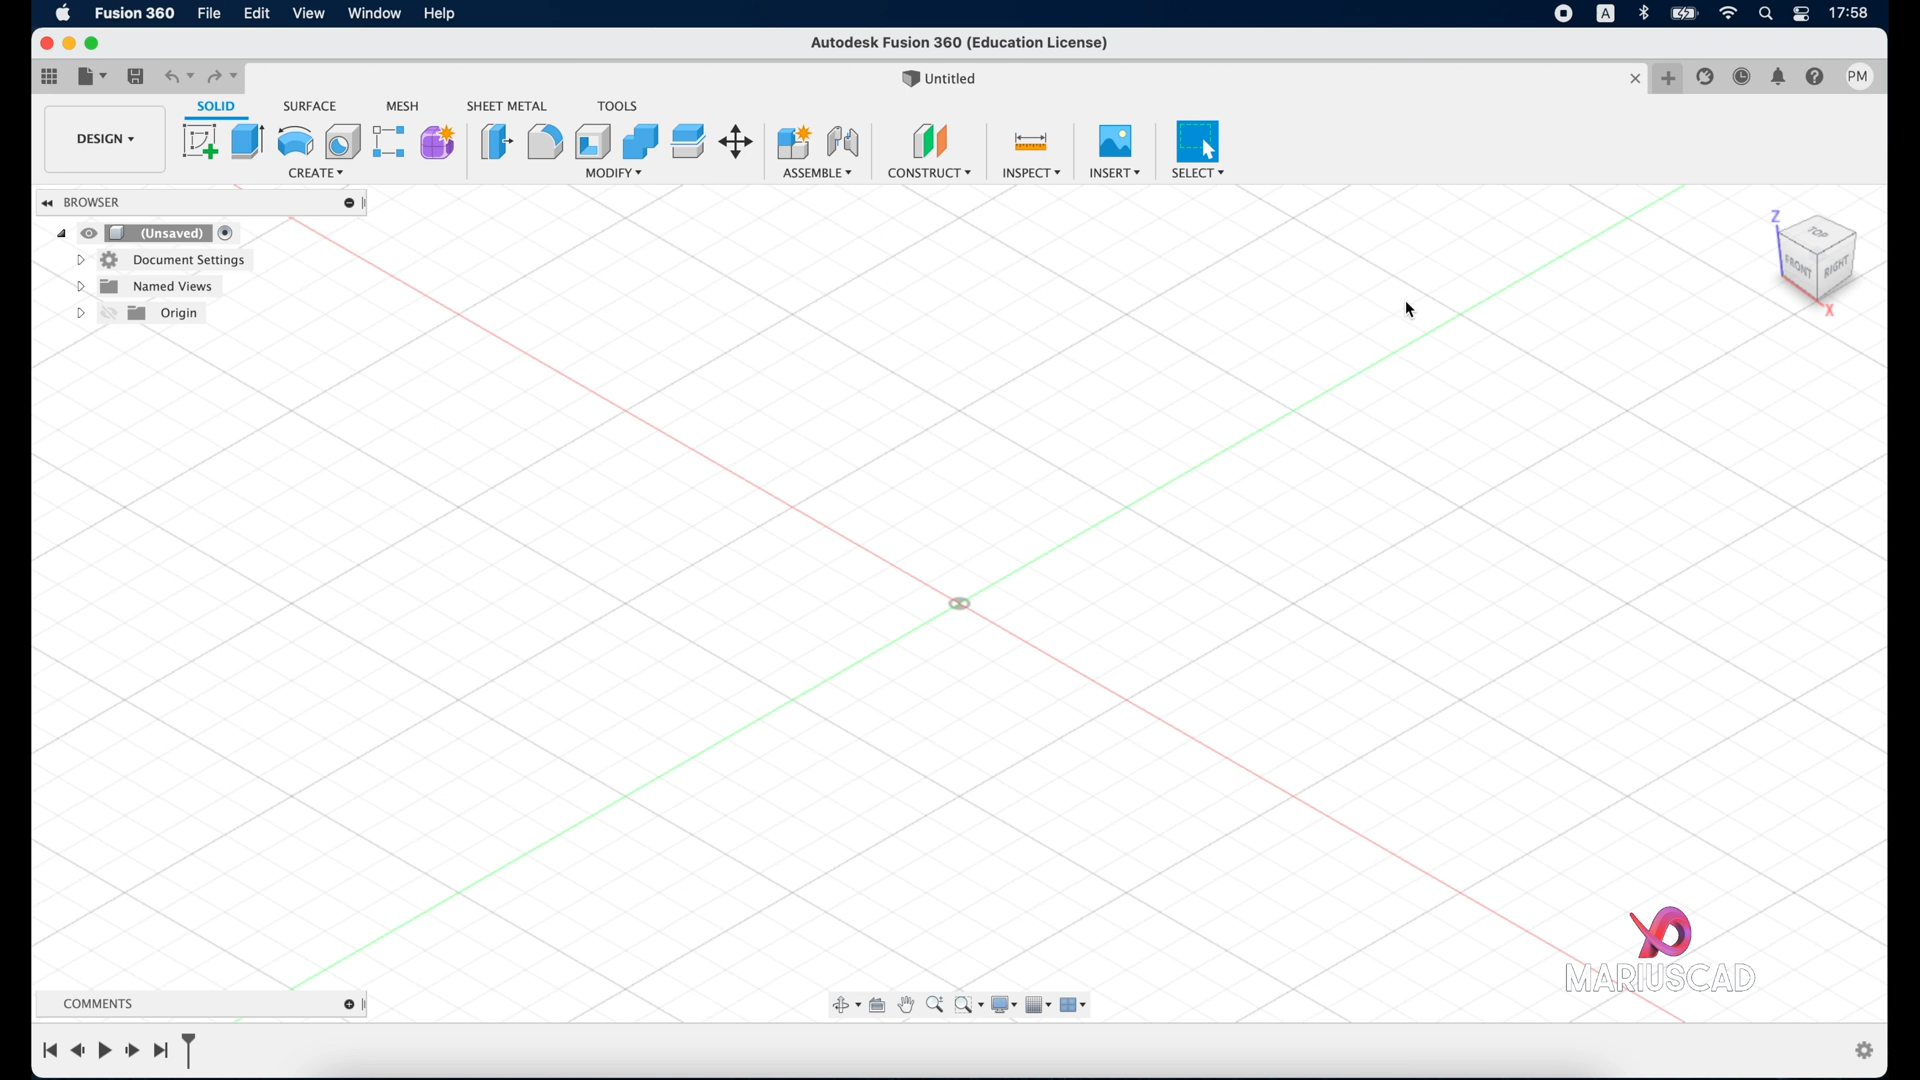 Fusion 360 File Edit View Window Help A 17:58
Autodesk Fusion 360 (Education License)
Untitled PM
SOLID SURFACE MESH SHEET METAL TOOLS
DESIGN
CREATE MODIFY ASSEMBLE CONSTRUCT INSPECT INSERT SELECT
BROWSER
(Unsaved)
Document Settings
Named Views
Origin
Z
TOP
FRONT RIGHT
X
MARIUSCAD
COMMENTS